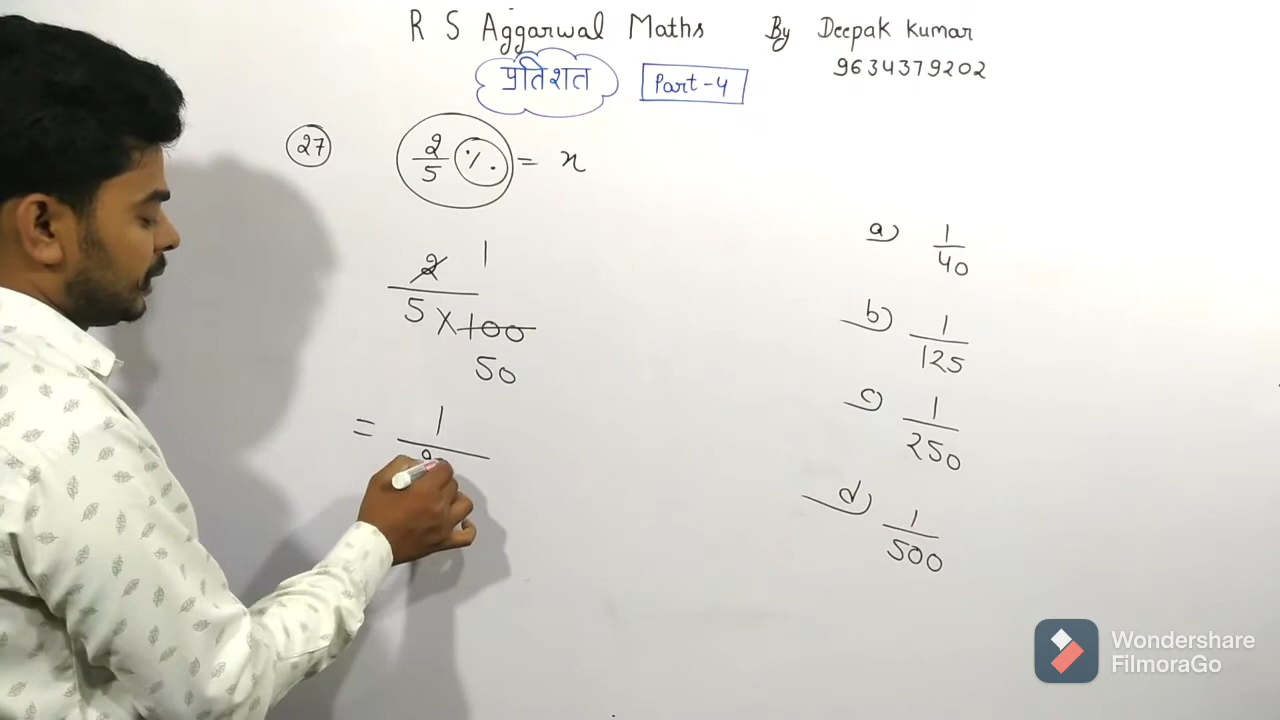 R S Aggarwal Maths By Deepak Kumar
9634379202
प्रतिशत Part-4
27 2/5 % = x
2 1
5 × 100
50
= 1
a) 1/40
b) 1/125
c) 1/250
d) 1/500
Wondershare
FilmoraGo